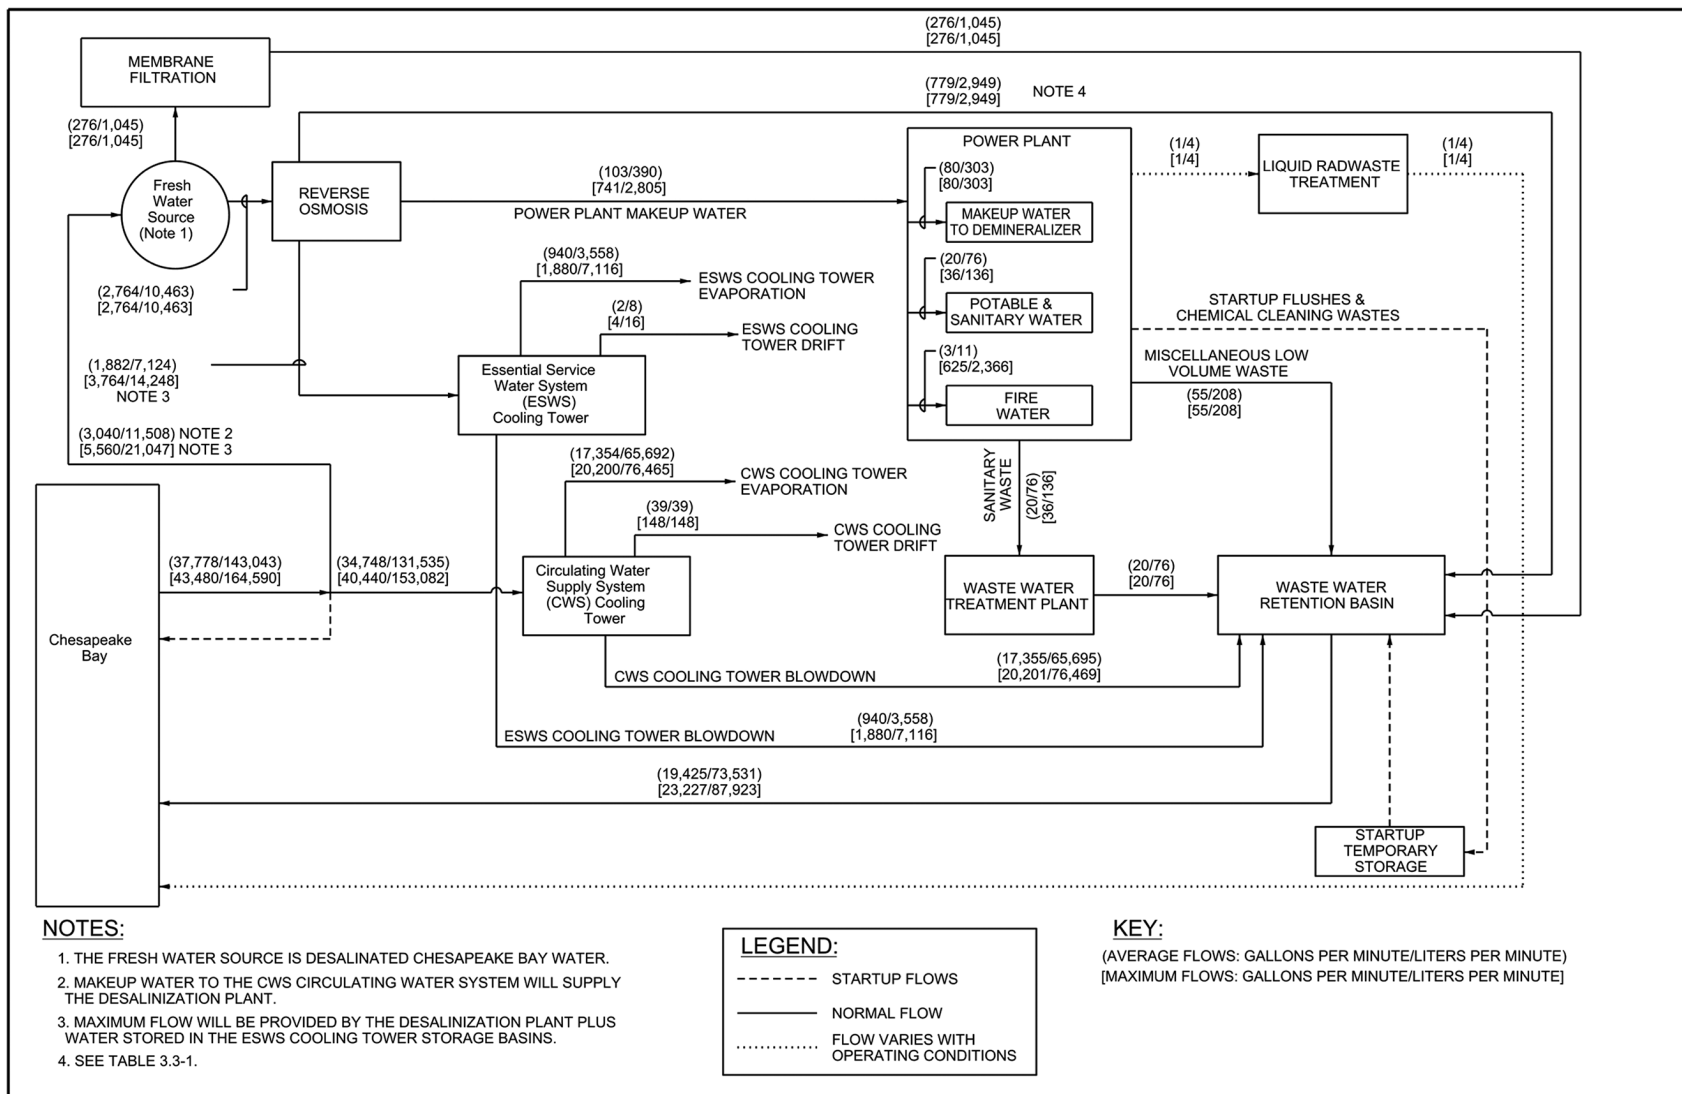 (276/1,045)
[276/1,045]
MEMBRANE
FILTRATION
(779/2,949)
[779/2,949]
NOTE 4
(276/1,045)
[276/1,045]
POWER PLANT
(1/4)
[1/4]
LIQUID RADWASTE
TREATMENT
(1/4)
[1/4]
Fresh
Water
Source
(Note 1)
REVERSE
OSMOSIS
(103/390)
[741/2,805]
POWER PLANT MAKEUP WATER
(80/303)
[80/303]
MAKEUP WATER
TO DEMINERALIZER
(940/3,558)
[1,880/7,116]
ESWS COOLING TOWER
EVAPORATION
(20/76)
[36/136]
POTABLE &
SANITARY WATER
(2,764/10,463)
[2,764/10,463]
(2/8)
[4/16]
ESWS COOLING
TOWER DRIFT
STARTUP FLUSHES &
CHEMICAL CLEANING WASTES
(1,882/7,124)
[3,764/14,248]
NOTE 3
Essential Service
Water System
(ESWS)
Cooling Tower
(3/11)
[625/2,366]
FIRE
WATER
MISCELLANEOUS LOW
VOLUME WASTE
(55/208)
[55/208]
(3,040/11,508) NOTE 2
[5,560/21,047] NOTE 3
(17,354/65,692)
[20,200/76,465]
CWS COOLING TOWER
EVAPORATION
SANITARY
WASTE
(20/76)
[36/136]
(39/39)
[148/148]
CWS COOLING
TOWER DRIFT
(37,778/143,043)
[43,480/164,590]
(34,748/131,535)
[40,440/153,082]
Circulating Water
Supply System
(CWS) Cooling
Tower
WASTE WATER
TREATMENT PLANT
(20/76)
[20/76]
WASTE WATER
RETENTION BASIN
Chesapeake
Bay
CWS COOLING TOWER BLOWDOWN
(17,355/65,695)
[20,201/76,469]
ESWS COOLING TOWER BLOWDOWN
(940/3,558)
[1,880/7,116]
(19,425/73,531)
[23,227/87,923]
STARTUP
TEMPORARY
STORAGE
NOTES:
1. THE FRESH WATER SOURCE IS DESALINATED CHESAPEAKE BAY WATER.
2. MAKEUP WATER TO THE CWS CIRCULATING WATER SYSTEM WILL SUPPLY
THE DESALINIZATION PLANT.
3. MAXIMUM FLOW WILL BE PROVIDED BY THE DESALINIZATION PLANT PLUS
WATER STORED IN THE ESWS COOLING TOWER STORAGE BASINS.
4. SEE TABLE 3.3-1.
LEGEND:
STARTUP FLOWS
NORMAL FLOW
FLOW VARIES WITH
OPERATING CONDITIONS
KEY:
(AVERAGE FLOWS: GALLONS PER MINUTE/LITERS PER MINUTE)
[MAXIMUM FLOWS: GALLONS PER MINUTE/LITERS PER MINUTE]